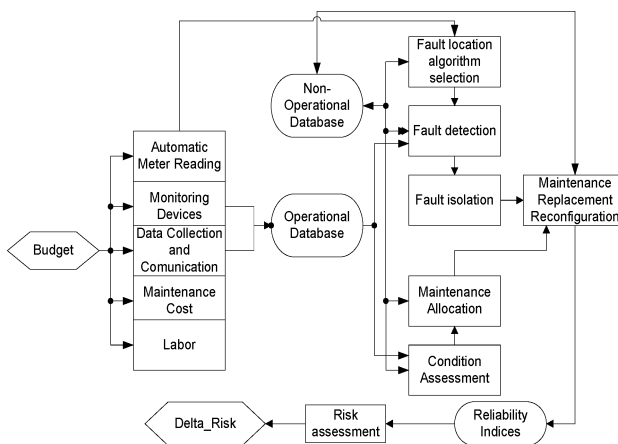 Fault location
algorithm
selection
Non-
Operational
Database
Fault detection
Automatic
Meter Reading
Fault isolation
Maintenance
Replacement
Reconfiguration
Monitoring
Devices
Operational
Database
Data Collection
and
Comunication
Budget
Maintenance
Cost
Maintenance
Allocation
Labor
Condition
Assessment
Delta_Risk
Risk
assessment
Reliability
Indices